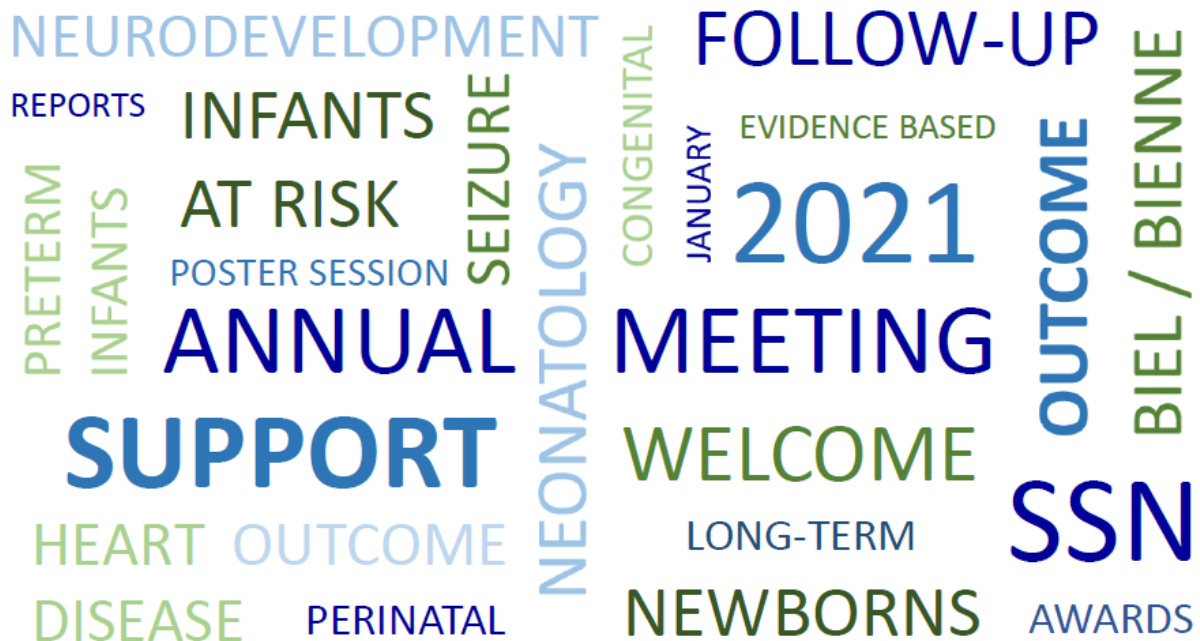 NEURODEVELOPMENT
FOLLOW-UP
REPORTS
INFANTS
AT RISK
SEIZURE
CONGENITAL
JANUARY
EVIDENCE BASED
2021
OUTCOME
BIEL / BIENNE
PRETERM
INFANTS
POSTER SESSION
NEONATOLOGY
ANNUAL
MEETING
SUPPORT
WELCOME
SSN
HEART
OUTCOME
LONG-TERM
DISEASE
PERINATAL
NEWBORNS
AWARDS